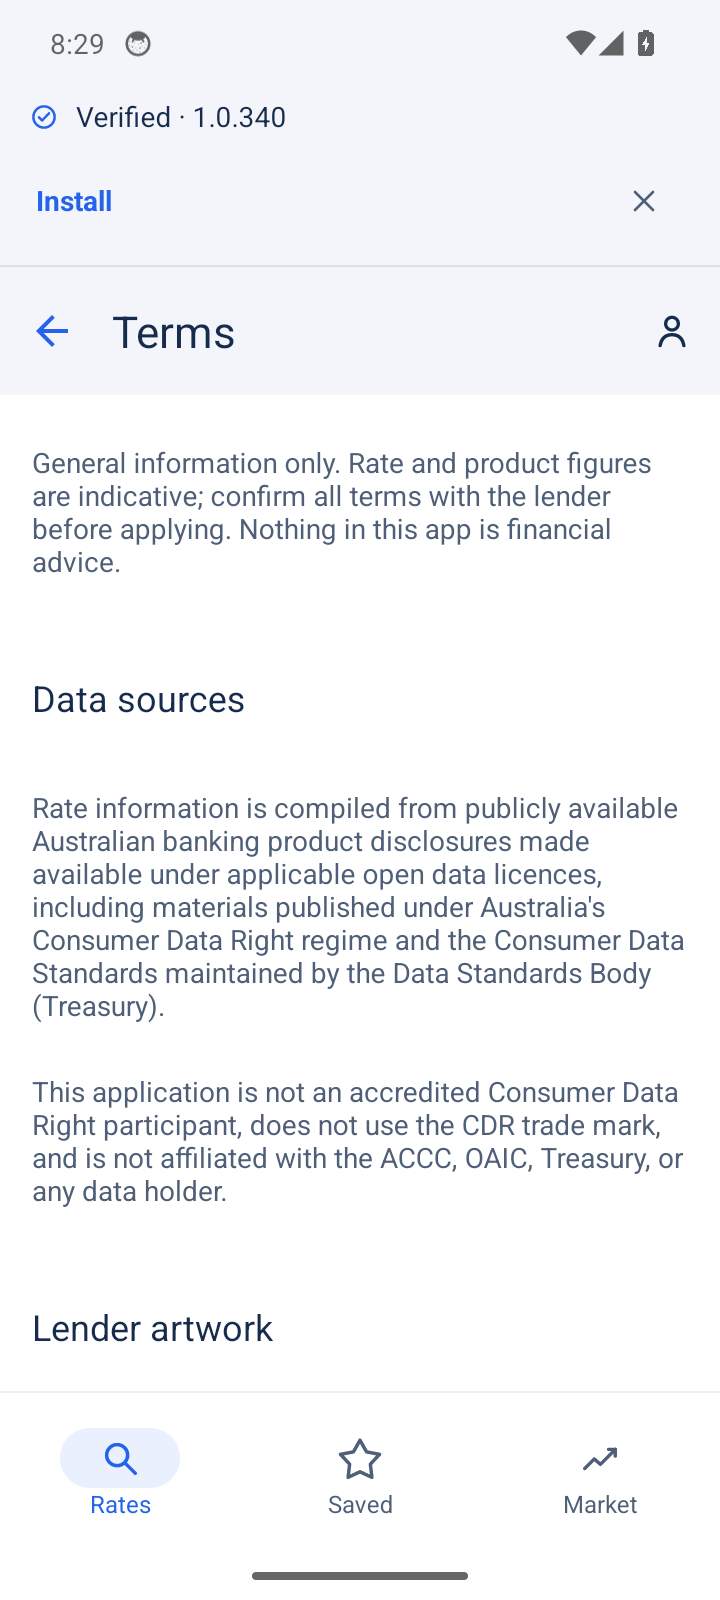 8:29
Verified · 1.0.340
Install
Terms
General information only. Rate and product figures
are indicative; confirm all terms with the lender
before applying. Nothing in this app is financial
advice.
Data sources
Rate information is compiled from publicly available
Australian banking product disclosures made
available under applicable open data licences,
including materials published under Australia's
Consumer Data Right regime and the Consumer Data
Standards maintained by the Data Standards Body
(Treasury).
This application is not an accredited Consumer Data
Right participant, does not use the CDR trade mark,
and is not affiliated with the ACCC, OAIC, Treasury, or
any data holder.
Lender artwork
Rates
Saved
Market